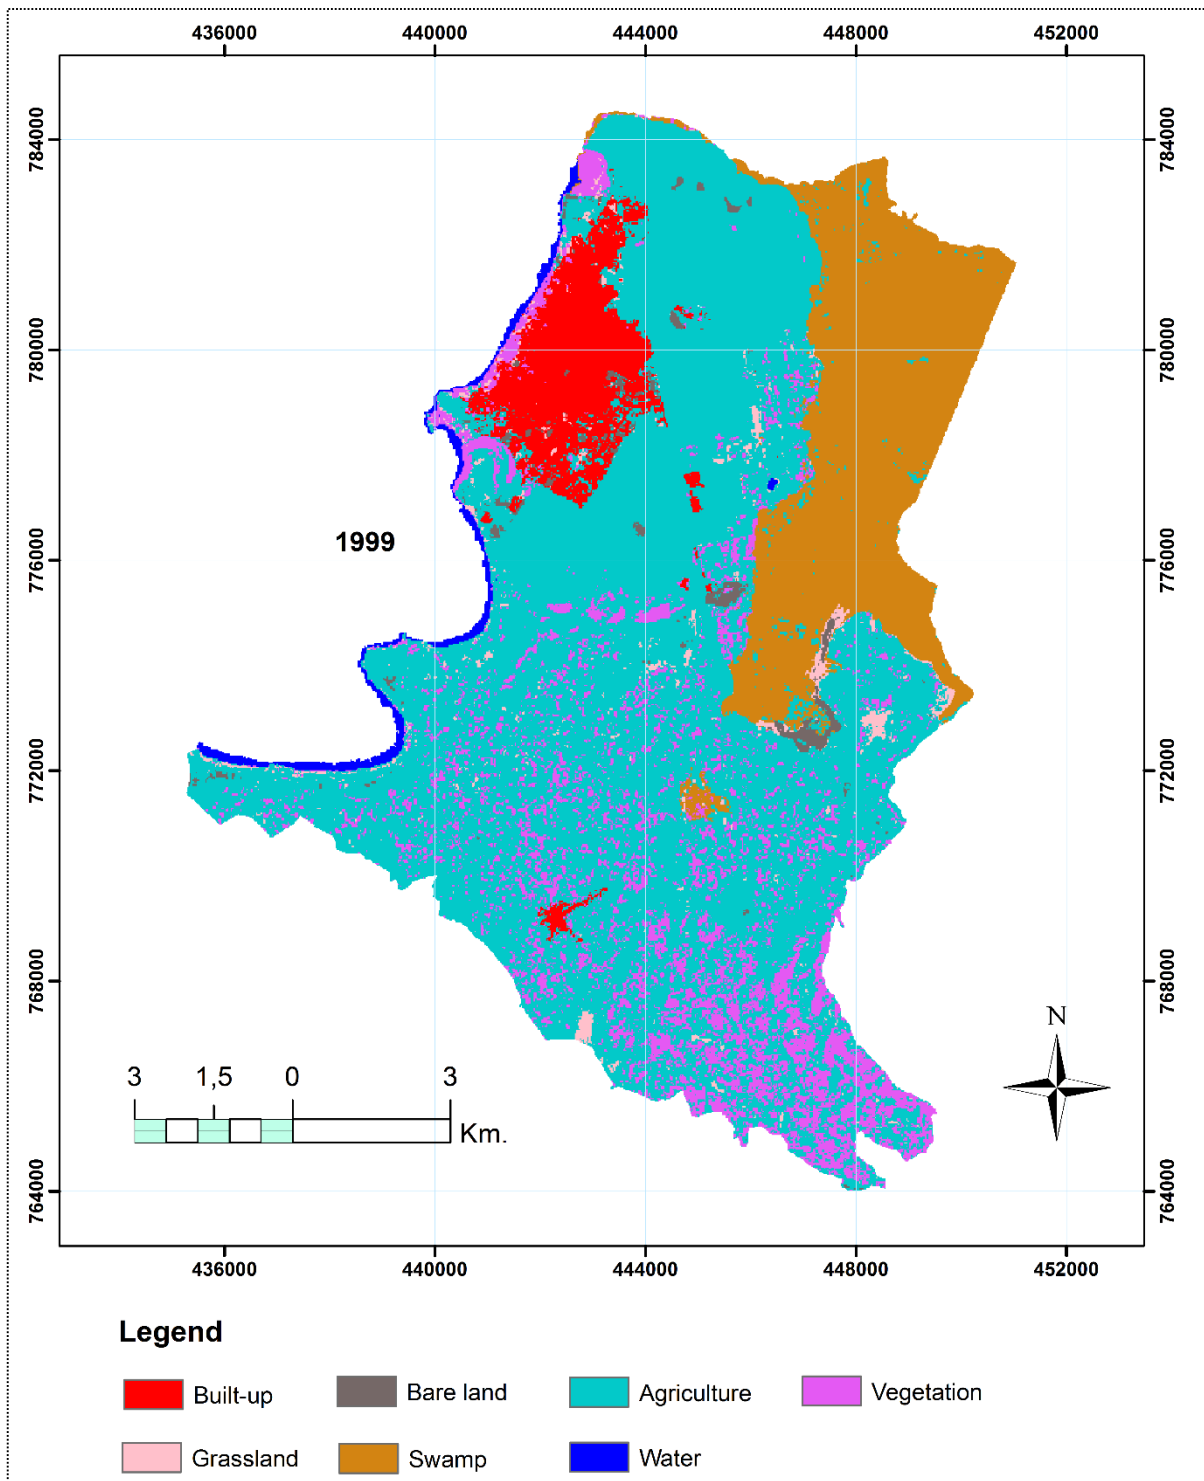 436000 440000 444000 448000 452000
784000 784000
780000 780000
1999
776000 776000
772000 772000
768000 768000
N
3 1,5 0 3
Km.
764000 764000
436000 440000 444000 448000 452000
Legend
Built-up Bare land Agriculture Vegetation
Grassland Swamp Water